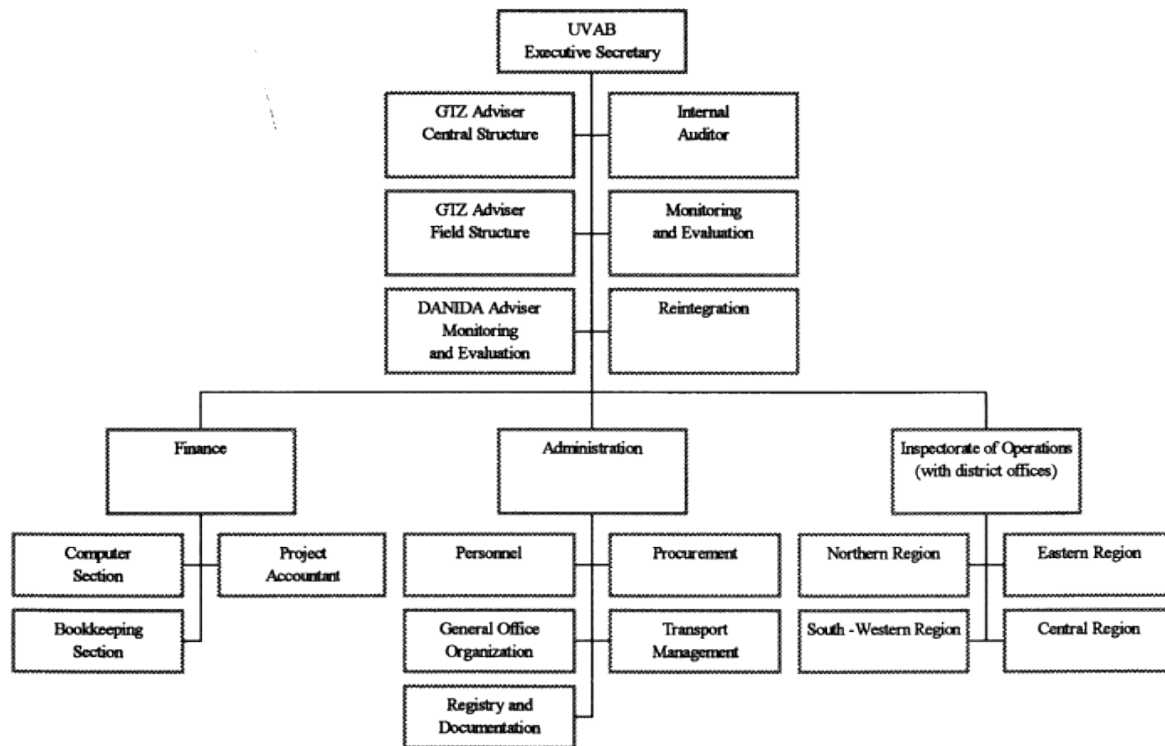 UVAB
Executive Secretary
GTZ Adviser
Central Structure
Internal
Auditor
GTZ Adviser
Field Structure
Monitoring
and Evaluation
DANIDA Adviser
Monitoring
and Evaluation
Reintegration
Finance
Administration
Inspectorate of Operations
(with district offices)
Computer
Section
Project
Accountant
Personnel
Procurement
Northern Region
Eastern Region
Bookkeeping
Section
General Office
Organization
Transport
Management
South -Western Region
Central Region
Registry and
Documentation